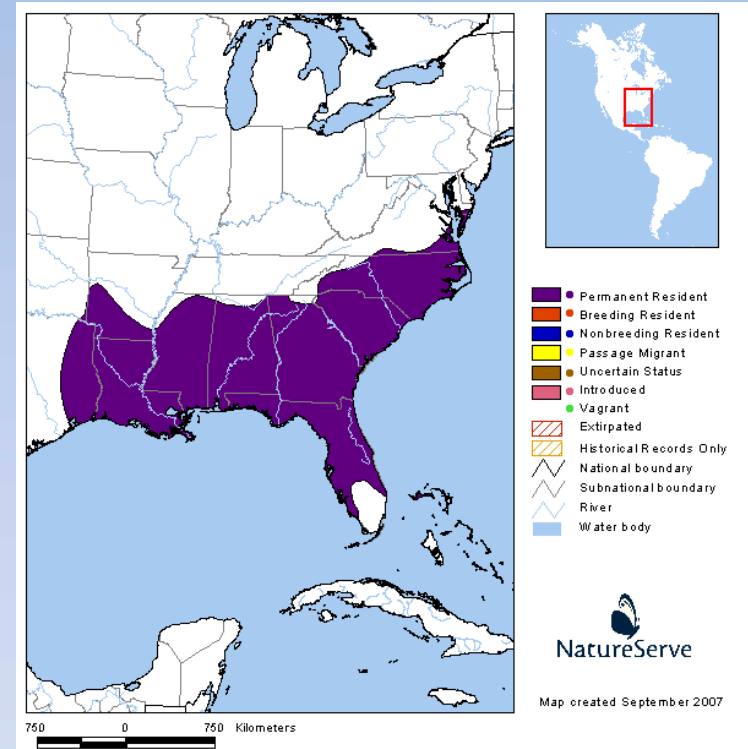 Permanent Resident
Breeding Resident
Nonbreeding Resident
Passage Migrant
Uncertain Status
Introduced
Vagrant
Extirpated
Historical Records Only
National boundary
Subnational boundary
River
Water body
NatureServe
Map created September 2007
750 0 750 Kilometers